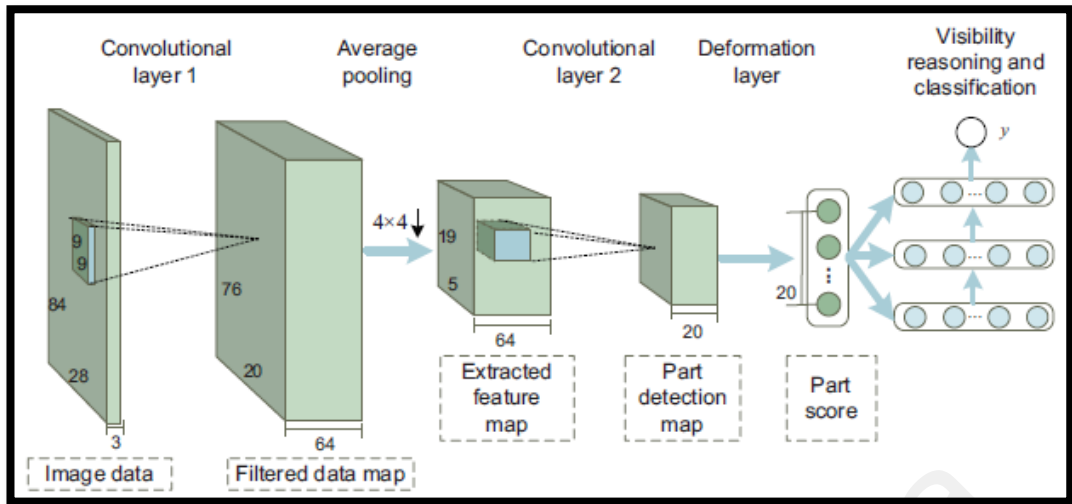 Convolutional
layer 1
Average
pooling
Convolutional
layer 2
Deformation
layer
Visibility
reasoning and
classification
y
9
9
84
28
3
76
20
64
4×4
19
5
64
20
20
Image data
Filtered data map
Extracted
feature
map
Part
detection
map
Part
score